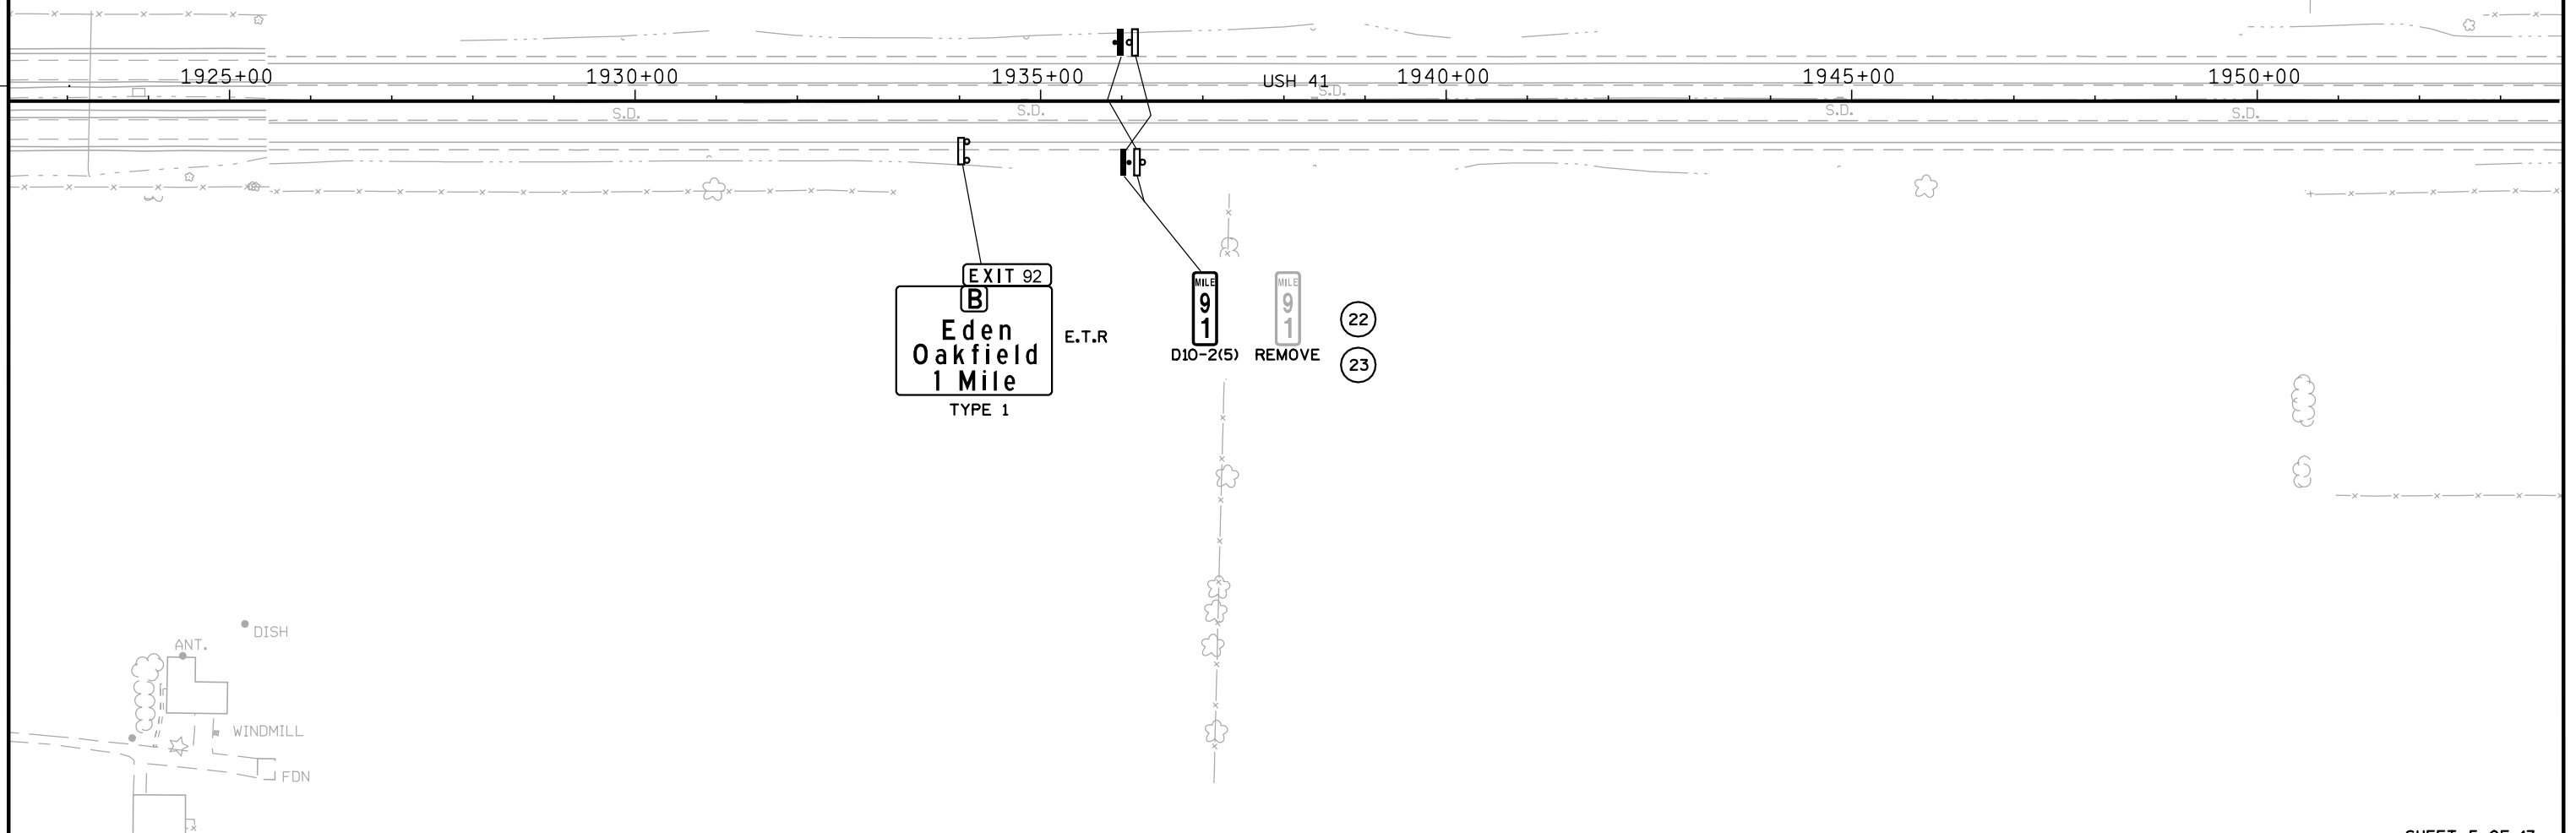 1925+00
1930+00
1935+00
USH 41
1940+00
1945+00
1950+00
S.D.
S.D.
S.D.
S.D.
S.D.
EXIT 92
B
Eden
Oakfield
1 Mile
E.T.R
TYPE 1
MILE
9
1
D10-2(5)
MILE
9
1
REMOVE
22
23
DISH
ANT.
WINDMILL
FDN